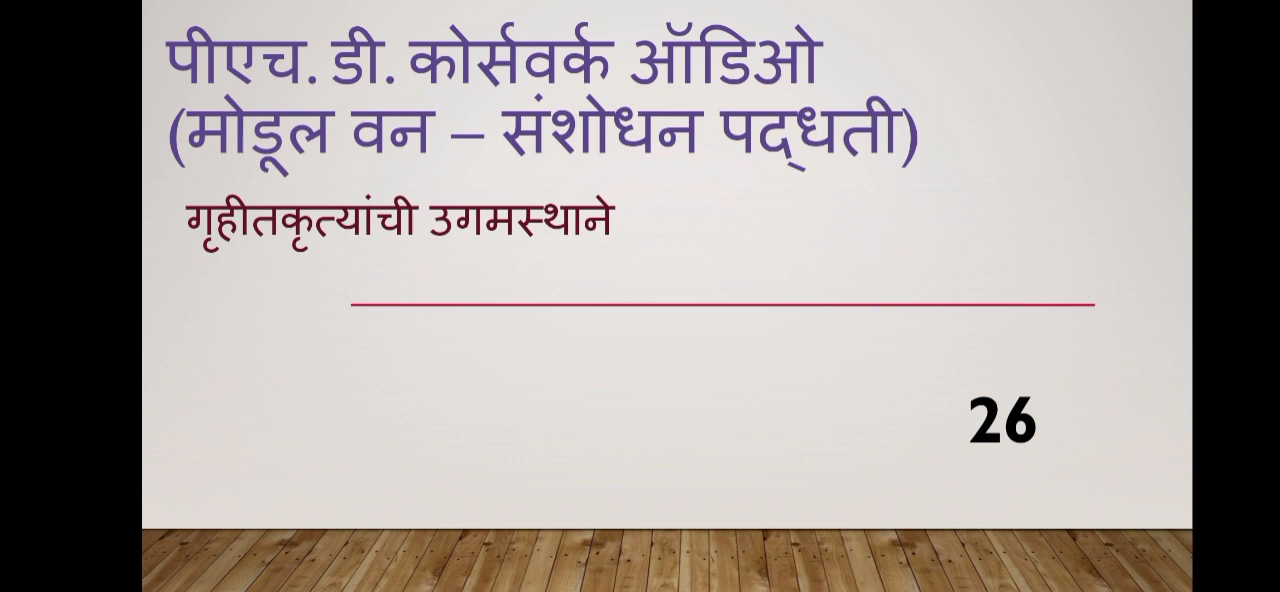 पीएच. डी. कोर्सवर्क ऑडिओ
(मोडूल वन – संशोधन पद्धती)
गृहीतकृत्यांची उगमस्थाने
26